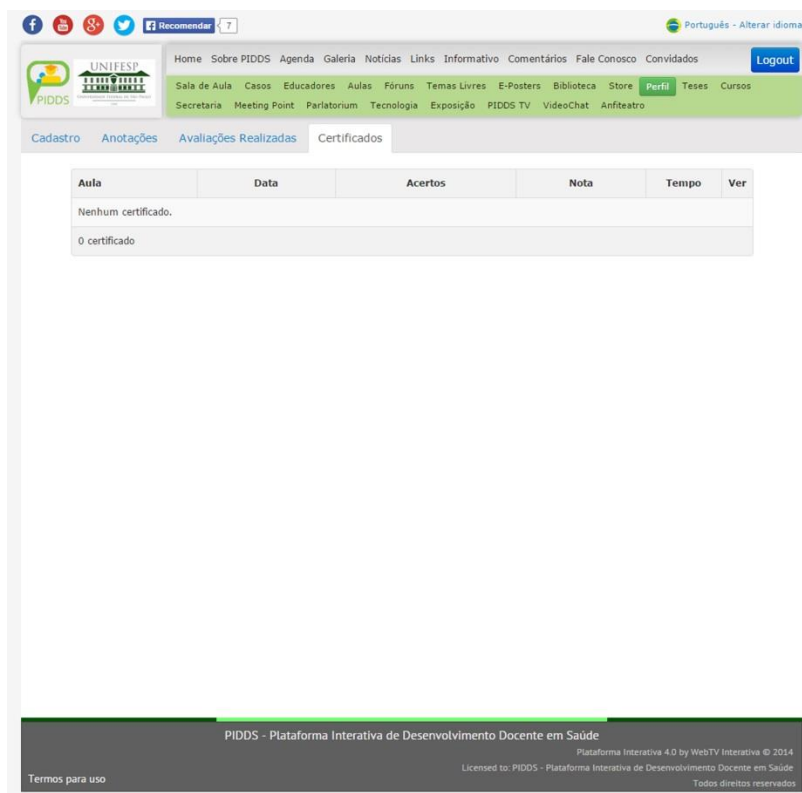 Recomendar 7
Português - Alterar idioma
PIDDS
UNIFESP
Home Sobre PIDDS Agenda Galeria Notícias Links Informativo Comentários Fale Conosco Convidados
Logout
Sala de Aula Casos Educadores Aulas Fóruns Temas Livres E-Posters Biblioteca Store Perfil Teses Cursos
Secretaria Meeting Point Parlatorium Tecnologia Exposição PIDDS TV VideoChat Anfiteatro
Cadastro Anotações Avaliações Realizadas Certificados
Aula Data Acertos Nota Tempo Ver
Nenhum certificado.
0 certificado
PIDDS - Plataforma Interativa de Desenvolvimento Docente em Saúde
Plataforma Interativa 4.0 by WebTV Interativa © 2014
Licensed to: PIDDS - Plataforma Interativa de Desenvolvimento Docente em Saúde
Termos para uso
Todos direitos reservados